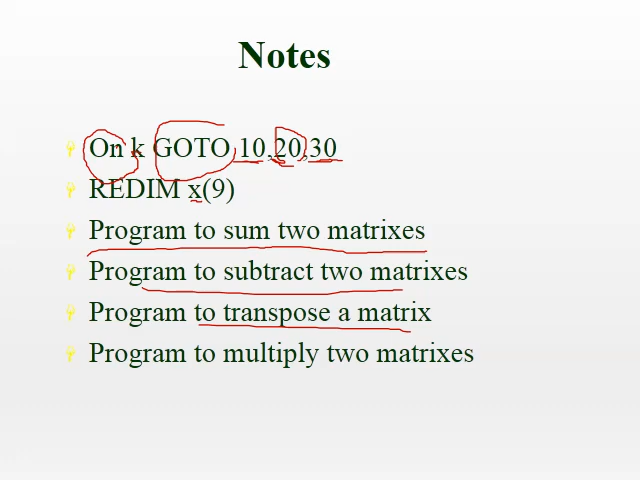 Notes
On k GOTO 10,20,30
REDIM x(9)
Program to sum two matrixes
Program to subtract two matrixes
Program to transpose a matrix
Program to multiply two matrixes